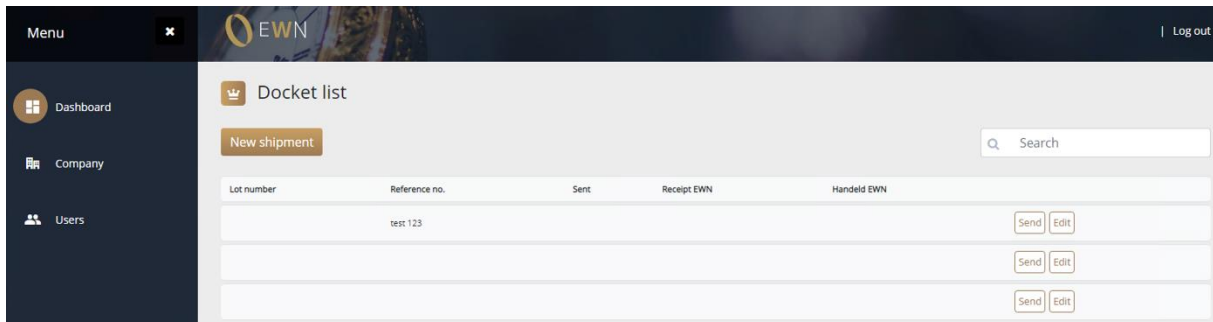 Menu ✖ EWN | Log out
Docket list
Dashboard
New shipment Search
Company
Lot number Reference no. Sent Receipt EWN Handeld EWN
Users
test 123 Send Edit
Send Edit
Send Edit